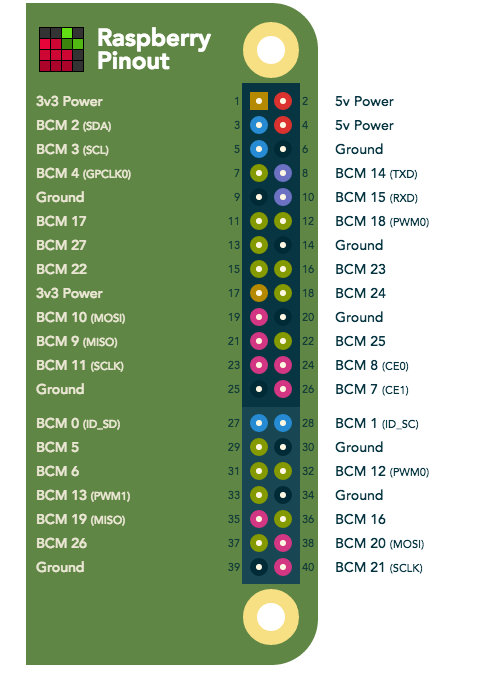 Raspberry
Pinout
3v3 Power 1 2 5v Power
BCM 2 (SDA) 3 4 5v Power
BCM 3 (SCL) 5 6 Ground
BCM 4 (GPCLK0) 7 8 BCM 14 (TXD)
Ground 9 10 BCM 15 (RXD)
BCM 17 11 12 BCM 18 (PWM0)
BCM 27 13 14 Ground
BCM 22 15 16 BCM 23
3v3 Power 17 18 BCM 24
BCM 10 (MOSI) 19 20 Ground
BCM 9 (MISO) 21 22 BCM 25
BCM 11 (SCLK) 23 24 BCM 8 (CE0)
Ground 25 26 BCM 7 (CE1)
BCM 0 (ID_SD) 27 28 BCM 1 (ID_SC)
BCM 5 29 30 Ground
BCM 6 31 32 BCM 12 (PWM0)
BCM 13 (PWM1) 33 34 Ground
BCM 19 (MISO) 35 36 BCM 16
BCM 26 37 38 BCM 20 (MOSI)
Ground 39 40 BCM 21 (SCLK)